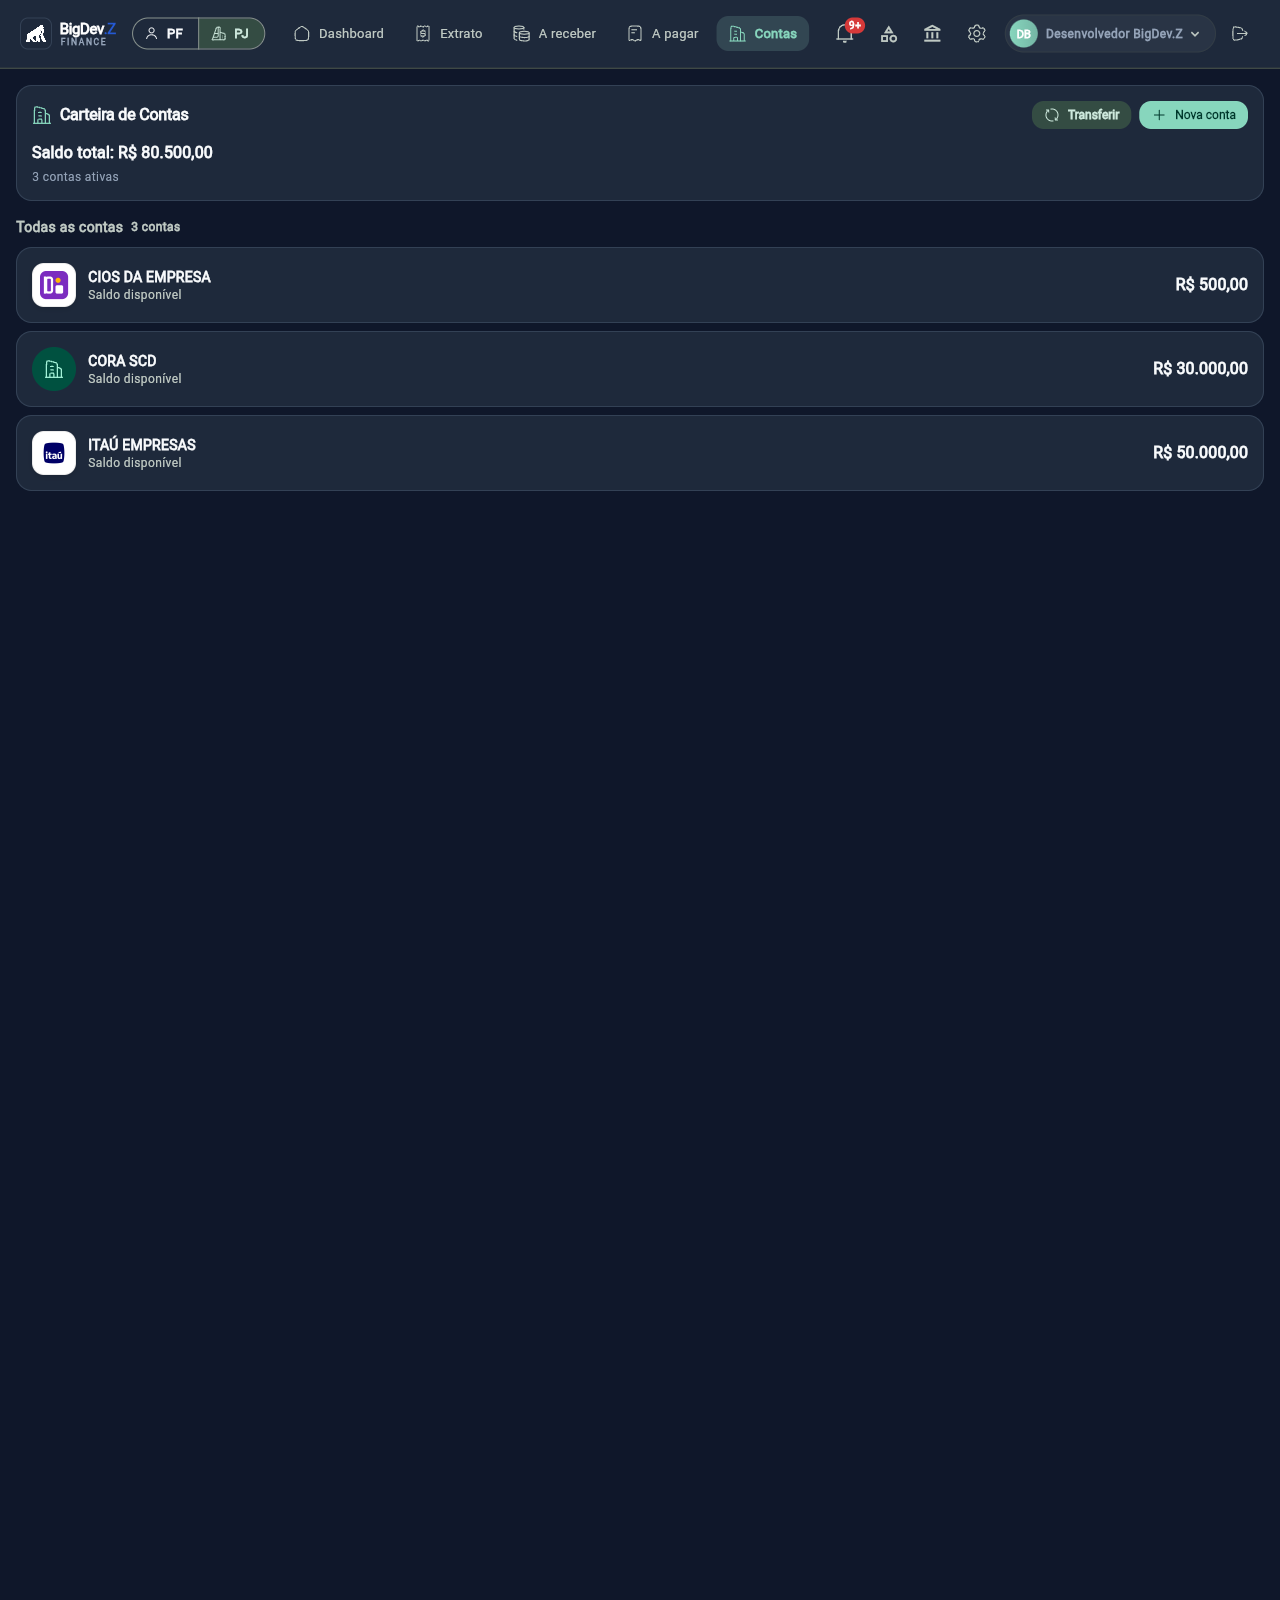 BigDev.Z
FINANCE
PF
PJ
Dashboard
Extrato
A receber
A pagar
Contas
9+
DB
Desenvolvedor BigDev.Z
Carteira de Contas
Transferir
Nova conta
Saldo total: R$ 80.500,00
3 contas ativas
Todas as contas 3 contas
CIOS DA EMPRESA
Saldo disponível
R$ 500,00
CORA SCD
Saldo disponível
R$ 30.000,00
itaú
ITAÚ EMPRESAS
Saldo disponível
R$ 50.000,00